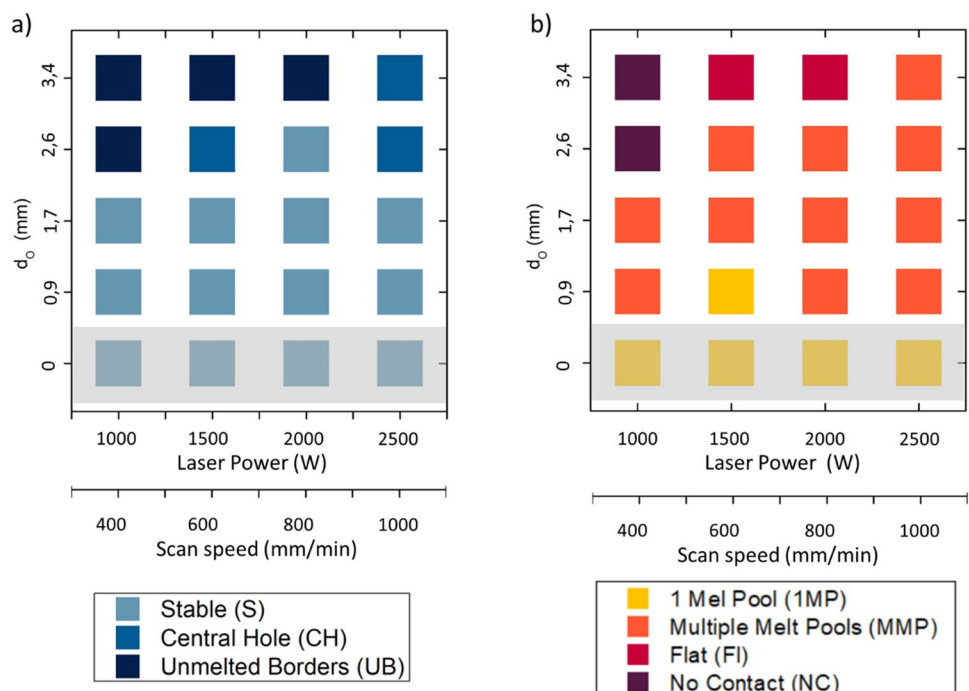 a)
3,4
2,6
1,7
0,9
0
dO (mm)
1000 1500 2000 2500
Laser Power (W)
400 600 800 1000
Scan speed (mm/min)
Stable (S)
Central Hole (CH)
Unmelted Borders (UB)
b)
3,4
2,6
1,7
0,9
0
dO (mm)
1000 1500 2000 2500
Laser Power (W)
400 600 800 1000
Scan speed (mm/min)
1 Mel Pool (1MP)
Multiple Melt Pools (MMP)
Flat (Fl)
No Contact (NC)